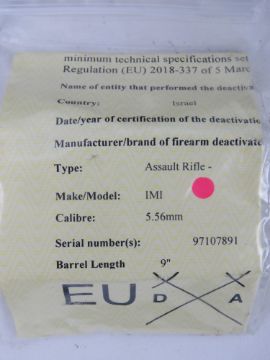 minimum technical specifications set
Regulation (EU) 2018-337 of 5 Marc
Name of entity that performed the deactiva
Country: Israel
Date/year of certification of the deactivatio
Manufacturer/brand of firearm deactivate
Type: Assault Rifle -
Make/Model: IMI
Calibre: 5.56mm
Serial number(s): 97107891
Barrel Length 9"
EU
D A